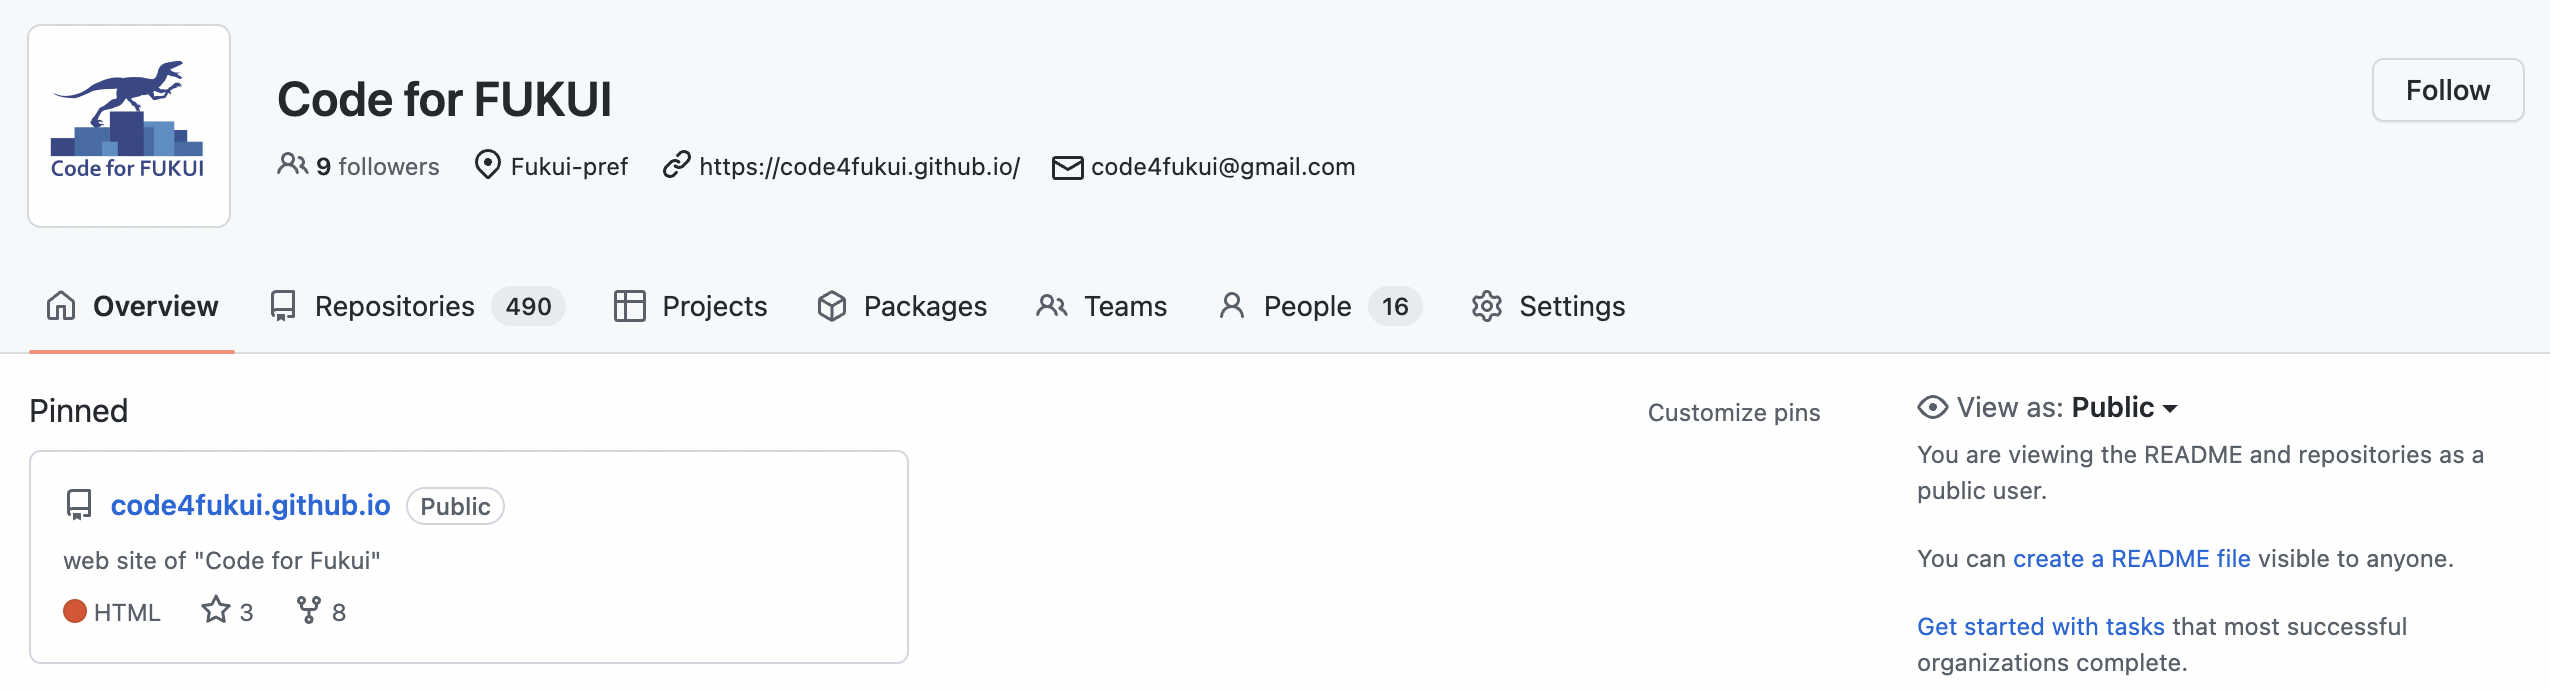 Code for FUKUI
Code for FUKUI
Follow
9 followers Fukui-pref https://code4fukui.github.io/ code4fukui@gmail.com
Overview Repositories 490 Projects Packages Teams People 16 Settings
Pinned
Customize pins
code4fukui.github.io Public
web site of "Code for Fukui"
HTML 3 8
View as: Public
You are viewing the README and repositories as a
public user.
You can create a README file visible to anyone.
Get started with tasks that most successful
organizations complete.